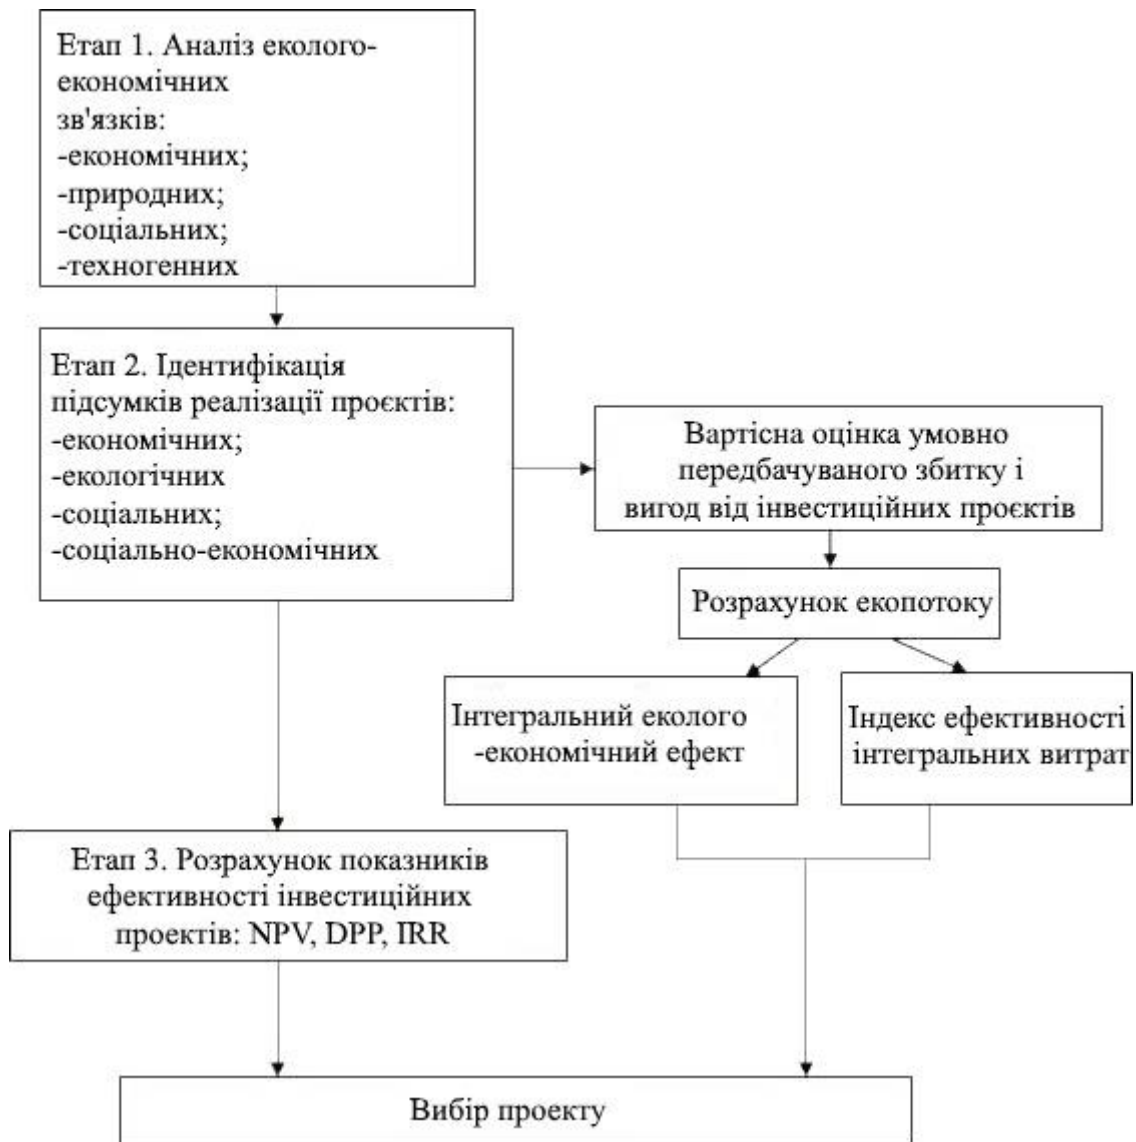 Етап 1. Аналіз еколого-
економічних
зв'язків:
-економічних;
-природних;
-соціальних;
-техногенних
Етап 2. Ідентифікація
підсумків реалізації проєктів:
-економічних;
-екологічних
-соціальних;
-соціально-економічних
Вартісна оцінка умовно
передбачуваного збитку і
вигод від інвестиційних проєктів
Розрахунок екопотоку
Інтегральний еколого
-економічний ефект
Індекс ефективності
інтегральних витрат
Етап 3. Розрахунок показників
ефективності інвестиційних
проектів: NPV, DPP, IRR
Вибір проекту